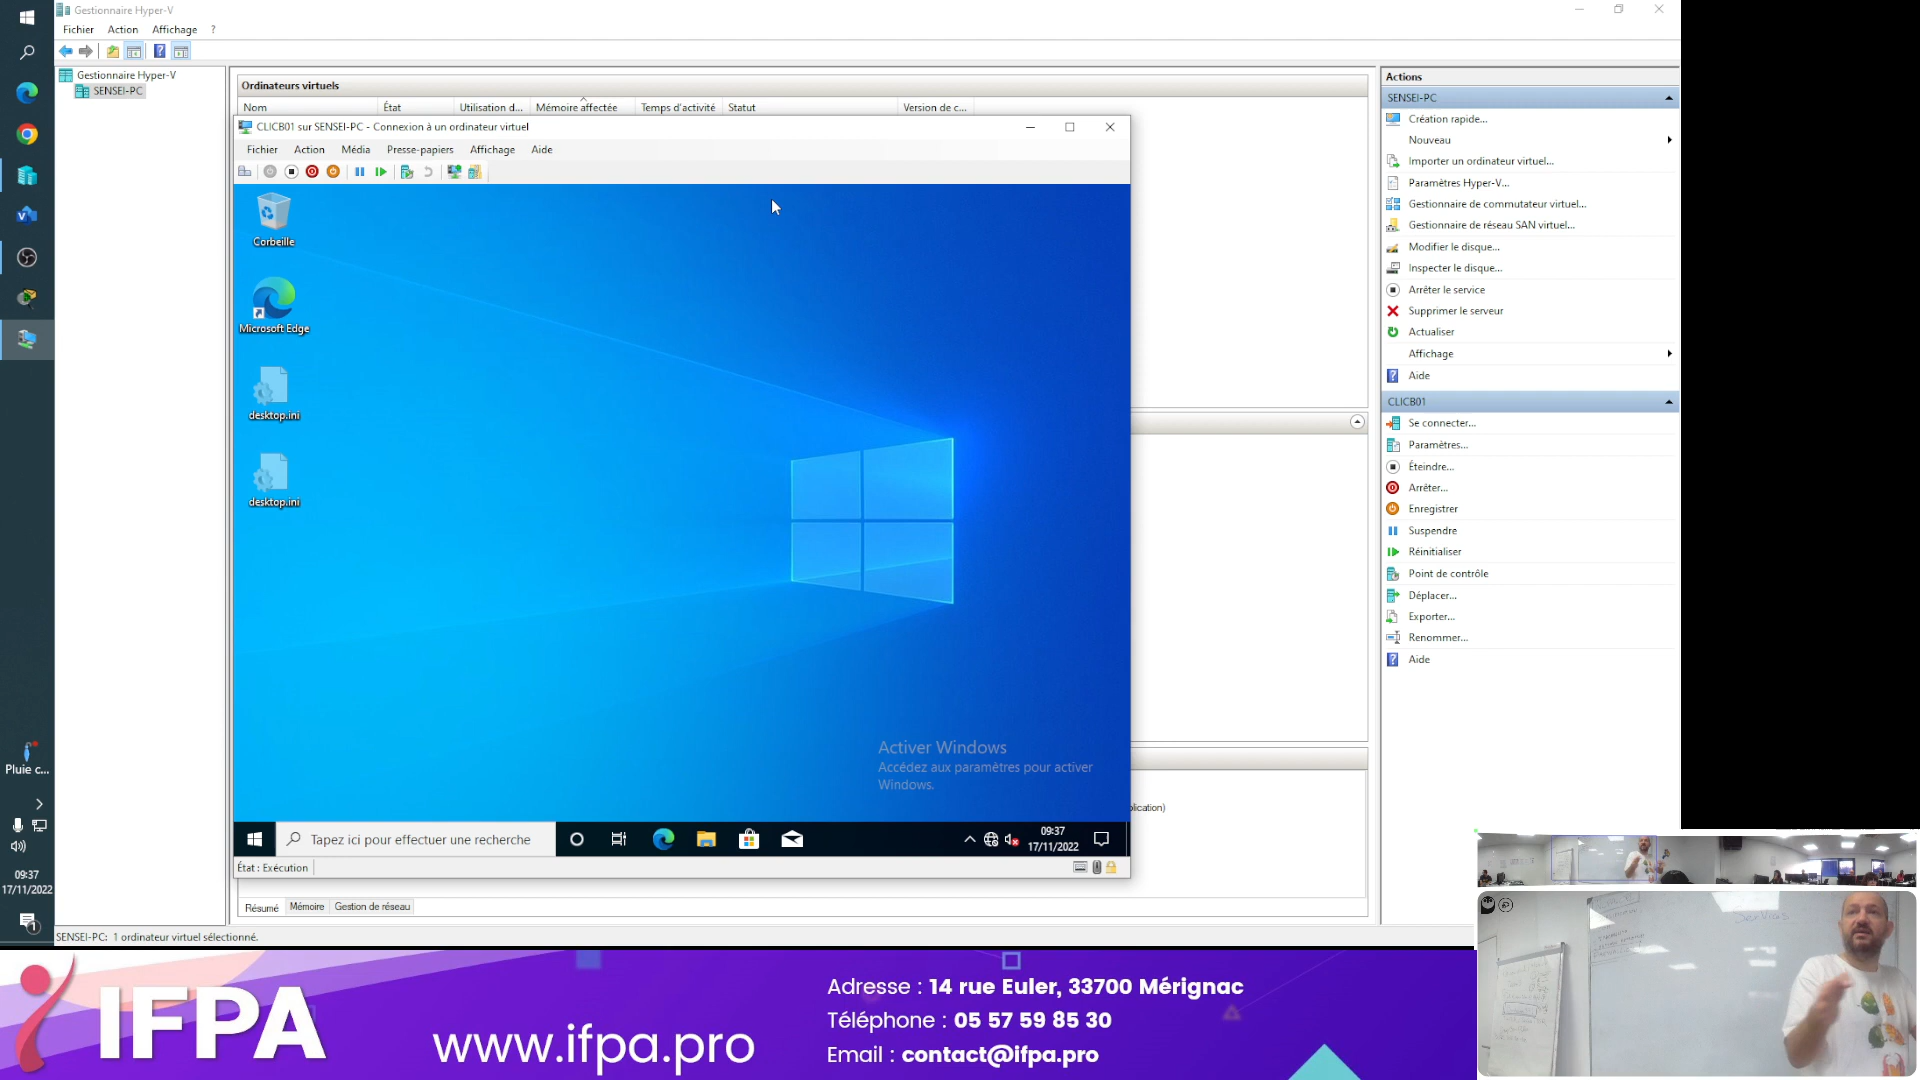 Gestionnaire Hyper-V
Fichier Action Affichage ?
Gestionnaire Hyper-V
SENSEI-PC
Ordinateurs virtuels
Nom État Utilisation d... Mémoire affectée Temps d'activité Statut Version de c...
CLICB01 sur SENSEI-PC - Connexion à un ordinateur virtuel
Fichier Action Média Presse-papiers Affichage Aide
Corbeille
Microsoft Edge
desktop.ini
desktop.ini
Activer Windows
Accédez aux paramètres pour activer
Windows.
Tapez ici pour effectuer une recherche
09:37
17/11/2022
État : Exécution
plication)
Résumé Mémoire Gestion de réseau
SENSEI-PC: 1 ordinateur virtuel sélectionné.
Actions
SENSEI-PC
Création rapide...
Nouveau
Importer un ordinateur virtuel...
Paramètres Hyper-V...
Gestionnaire de commutateur virtuel...
Gestionnaire de réseau SAN virtuel...
Modifier le disque...
Inspecter le disque...
Arrêter le service
Supprimer le serveur
Actualiser
Affichage
Aide
CLICB01
Se connecter...
Paramètres...
Éteindre...
Arrêter...
Enregistrer
Suspendre
Réinitialiser
Point de contrôle
Déplacer...
Exporter...
Renommer...
Aide
Pluie c...
09:37
17/11/2022
1
IFPA
www.ifpa.pro
Adresse : 14 rue Euler, 33700 Mérignac
Téléphone : 05 57 59 85 30
Email : contact@ifpa.pro